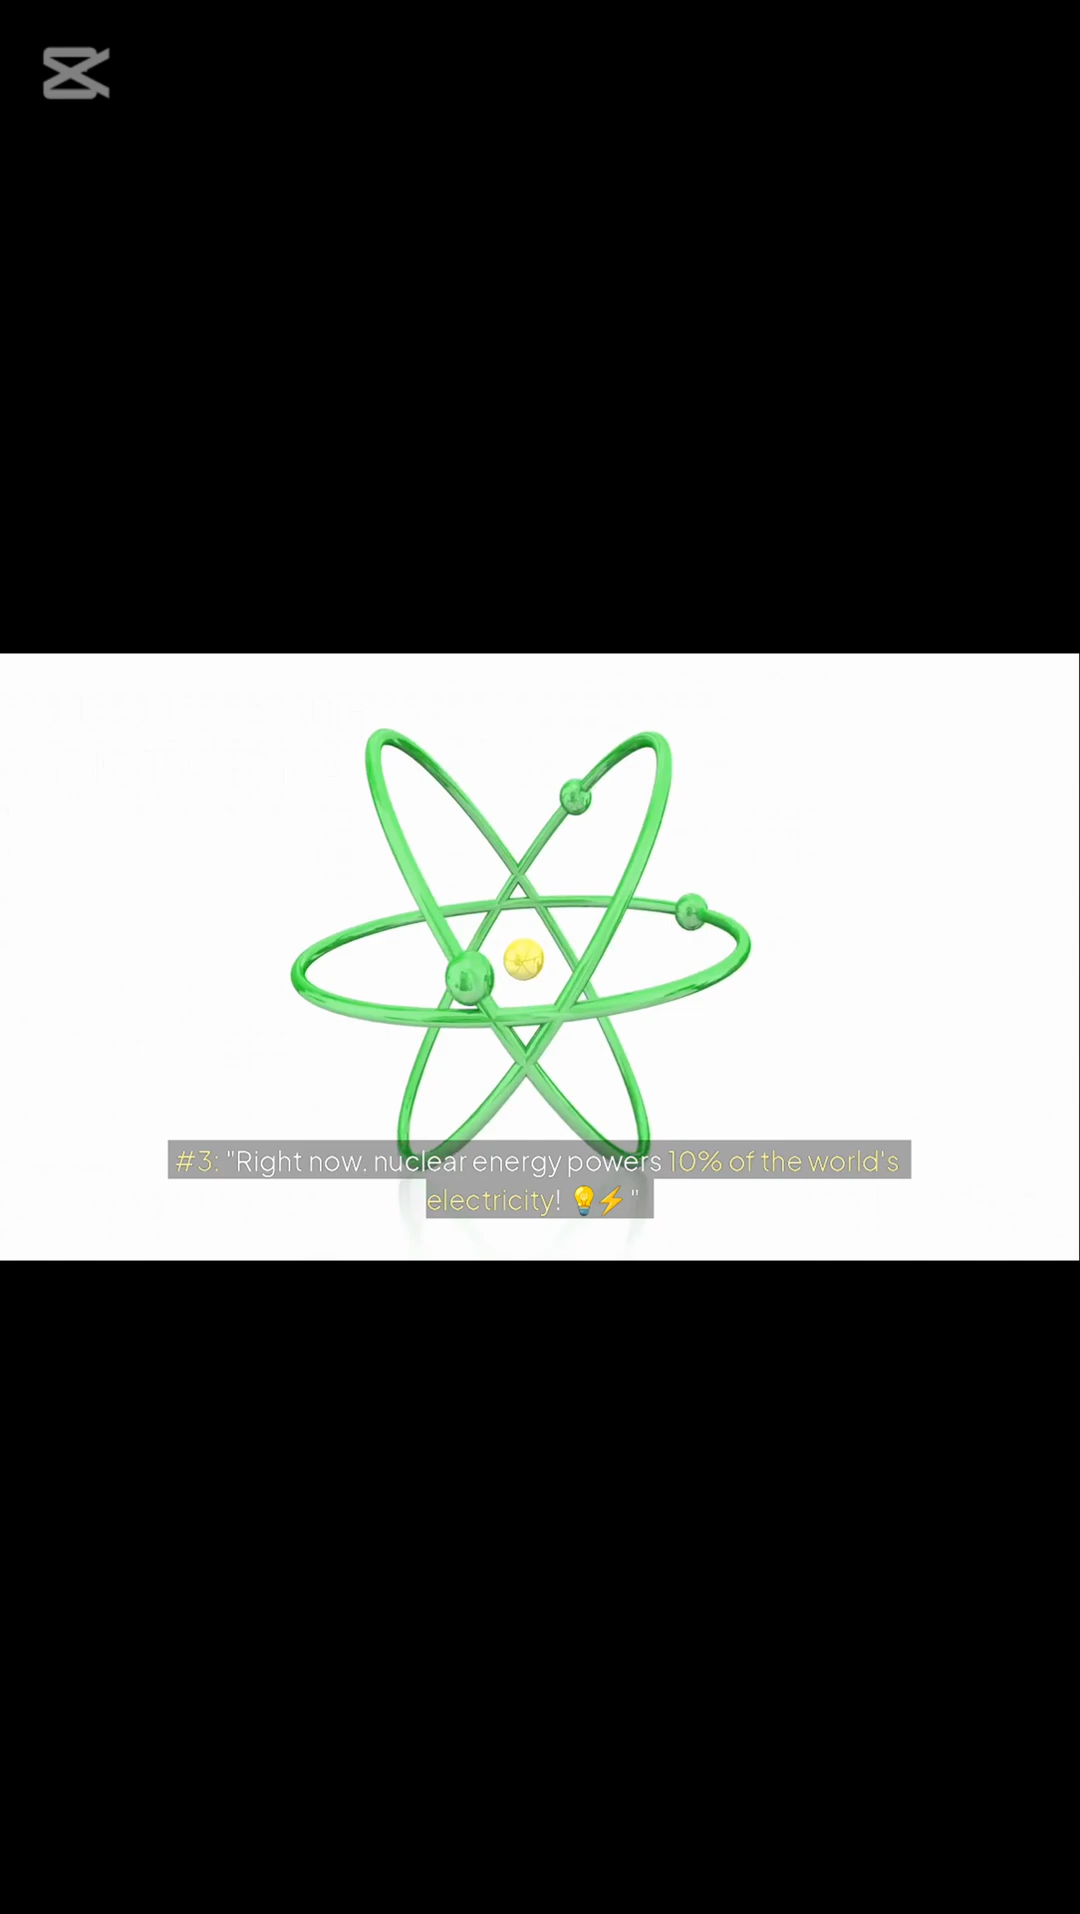 #3: "Right now. nuclear energy powers 10% of the world's
electricity! 💡⚡ "